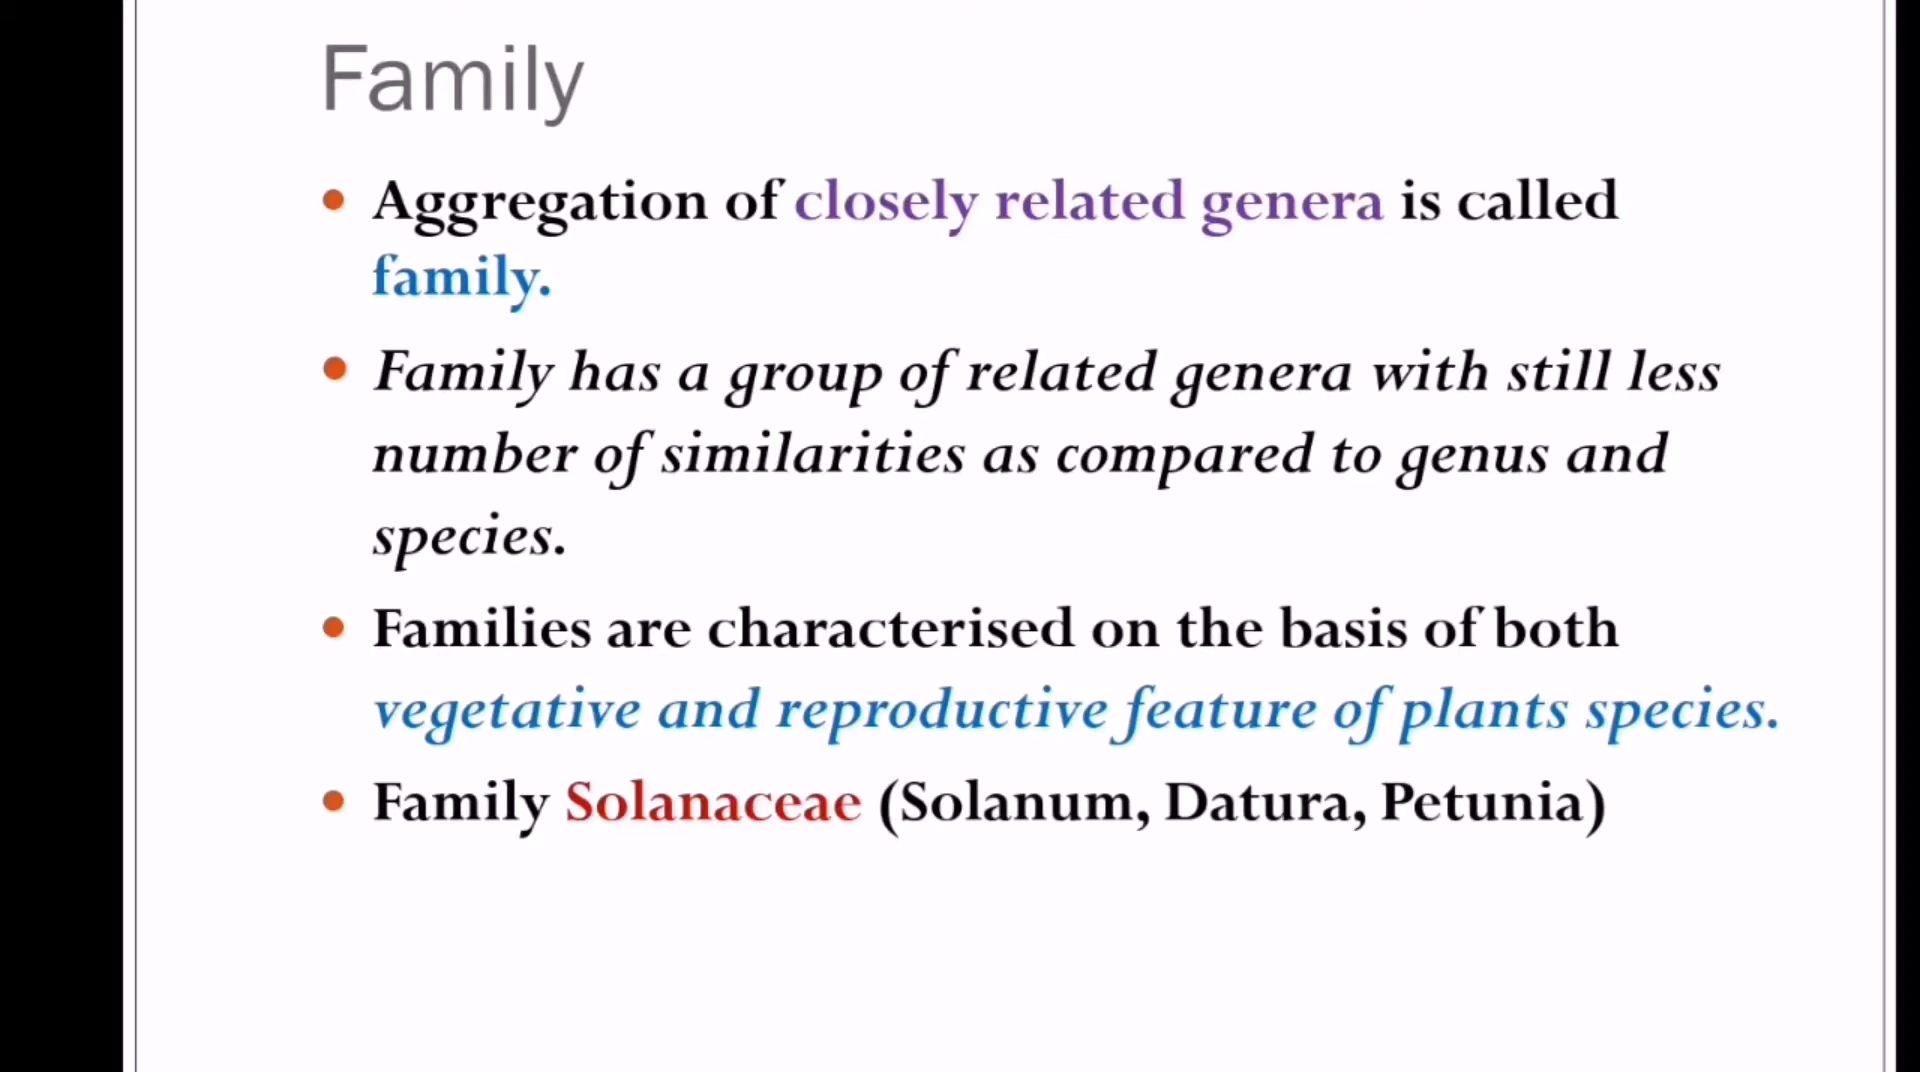 Family
• Aggregation of closely related genera is called
family.
• Family has a group of related genera with still less
number of similarities as compared to genus and
species.
• Families are characterised on the basis of both
vegetative and reproductive feature of plants species.
• Family Solanaceae (Solanum, Datura, Petunia)